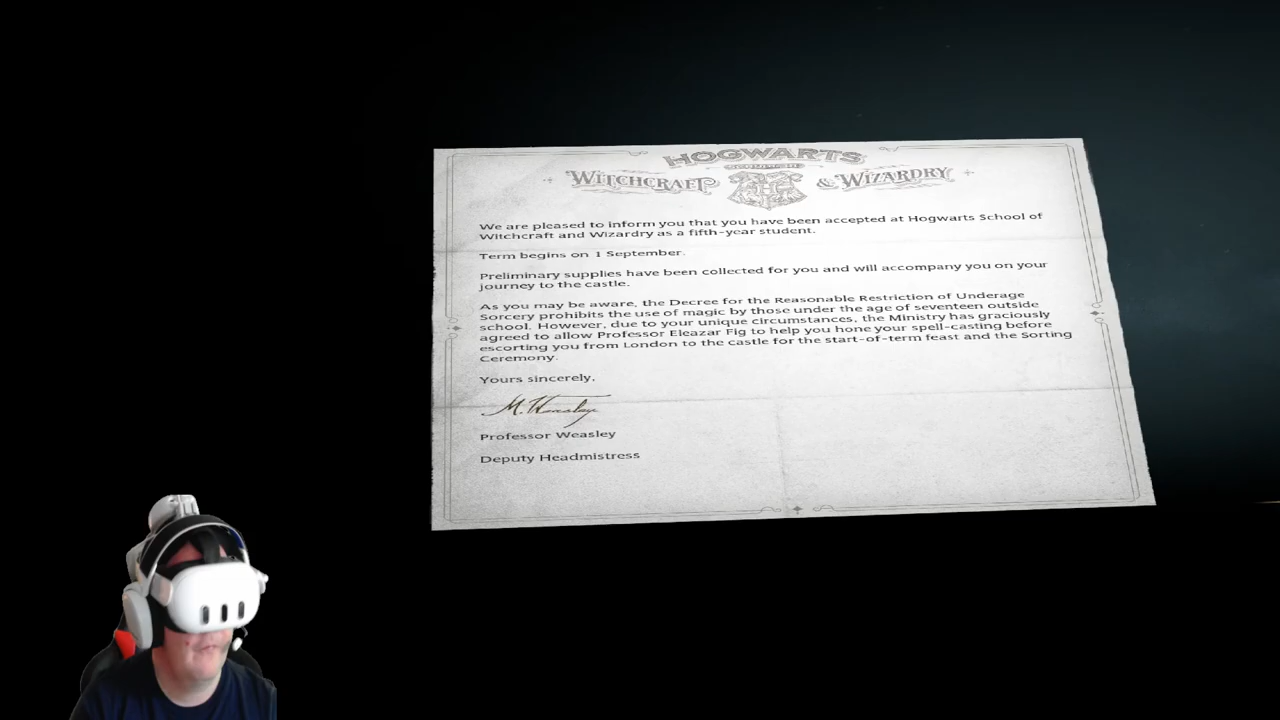 HOGWARTS
SCHOOL OF
WITCHCRAFT & WIZARDRY
H
We are pleased to inform you that you have been accepted at Hogwarts School of
Witchcraft and Wizardry as a fifth-year student.
Term begins on 1 September.
Preliminary supplies have been collected for you and will accompany you on your
journey to the castle.
As you may be aware, the Decree for the Reasonable Restriction of Underage
Sorcery prohibits the use of magic by those under the age of seventeen outside
school. However, due to your unique circumstances, the Ministry has graciously
agreed to allow Professor Eleazar Fig to help you hone your spell-casting before
escorting you from London to the castle for the start-of-term feast and the Sorting
Ceremony.
Yours sincerely,
M. Weasley
Professor Weasley
Deputy Headmistress